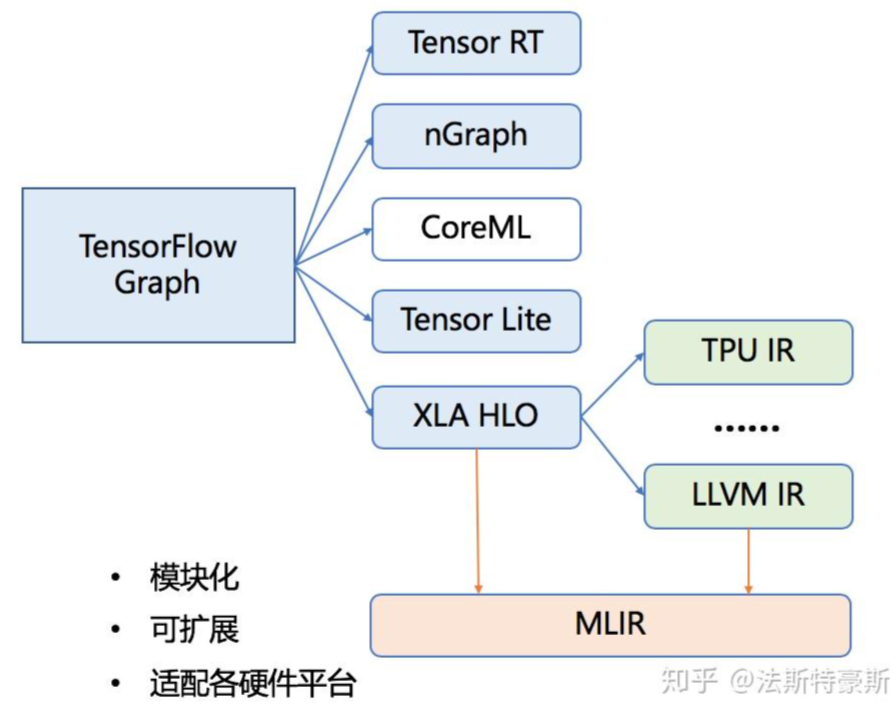 Tensor RT
nGraph
CoreML
TensorFlow
Graph
Tensor Lite
TPU IR
XLA HLO
......
LLVM IR
• 模块化
• 可扩展
• 适配各硬件平台
MLIR
知乎 @法斯特豪斯